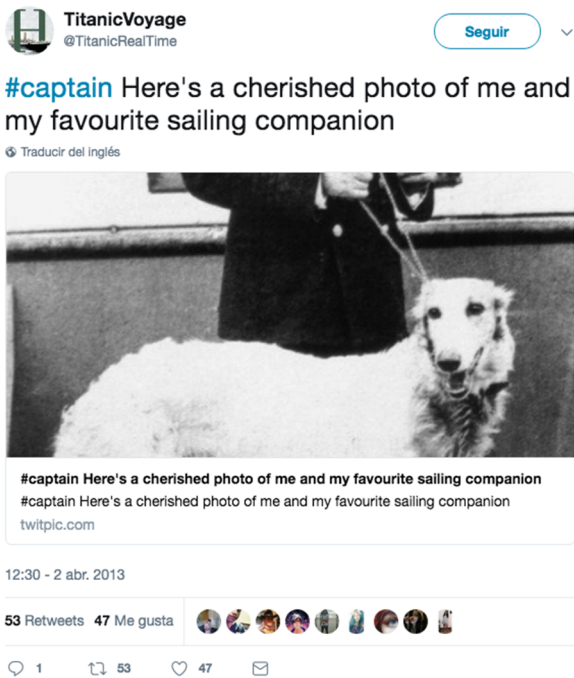 TitanicVoyage
@TitanicRealTime
Seguir
#captain Here's a cherished photo of me and
my favourite sailing companion
Traducir del inglés
#captain Here's a cherished photo of me and my favourite sailing companion
#captain Here's a cherished photo of me and my favourite sailing companion
twitpic.com
12:30 - 2 abr. 2013
53 Retweets 47 Me gusta
1 53 47